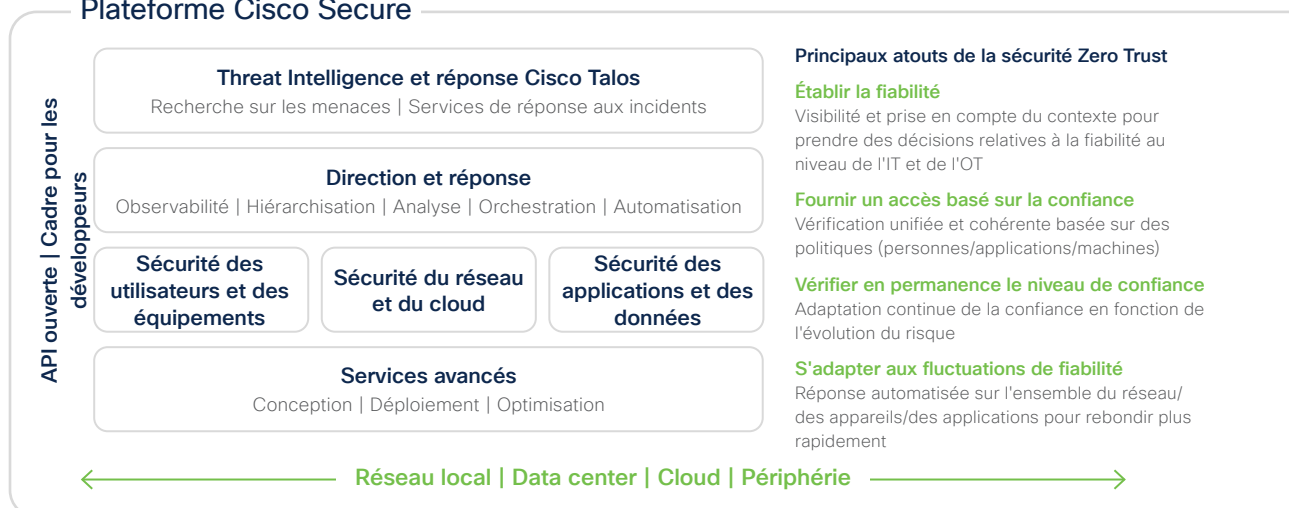 Plateforme Cisco Secure
API ouverte | Cadre pour les
développeurs
Threat Intelligence et réponse Cisco Talos
Recherche sur les menaces | Services de réponse aux incidents
Direction et réponse
Observabilité | Hiérarchisation | Analyse | Orchestration | Automatisation
Sécurité des
utilisateurs et des
équipements
Sécurité du réseau
et du cloud
Sécurité des
applications et des
données
Services avancés
Conception | Déploiement | Optimisation
Principaux atouts de la sécurité Zero Trust
Établir la fiabilité
Visibilité et prise en compte du contexte pour
prendre des décisions relatives à la fiabilité au
niveau de l'IT et de l'OT
Fournir un accès basé sur la confiance
Vérification unifiée et cohérente basée sur des
politiques (personnes/applications/machines)
Vérifier en permanence le niveau de confiance
Adaptation continue de la confiance en fonction de
l'évolution du risque
S'adapter aux fluctuations de fiabilité
Réponse automatisée sur l'ensemble du réseau/
des appareils/des applications pour rebondir plus
rapidement
Réseau local | Data center | Cloud | Périphérie